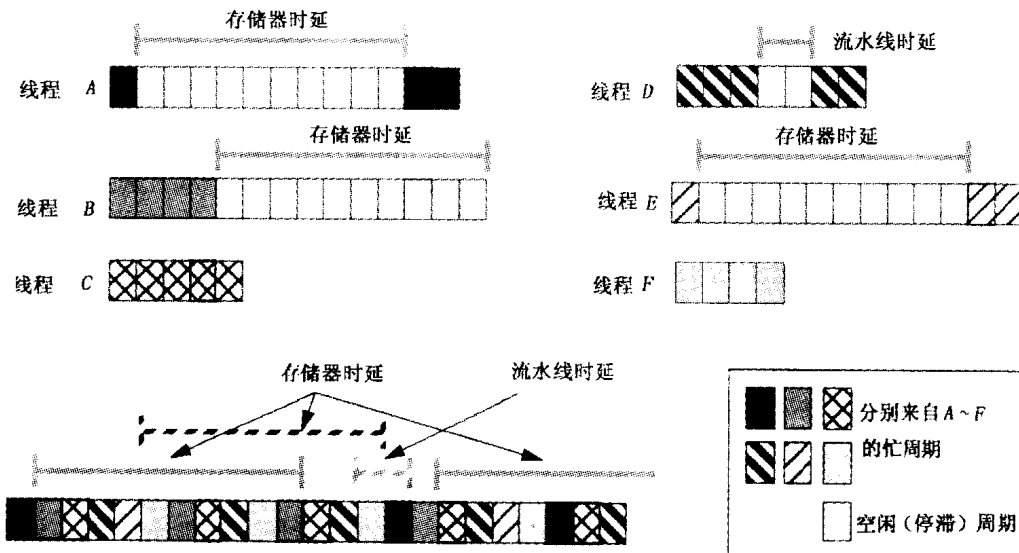 存储器时延
流水线时延
线程 A
线程 D
存储器时延
存储器时延
线程 B
线程 E
线程 C
线程 F
存储器时延
流水线时延
分别来自A~F
的忙周期
空闲(停滞)周期